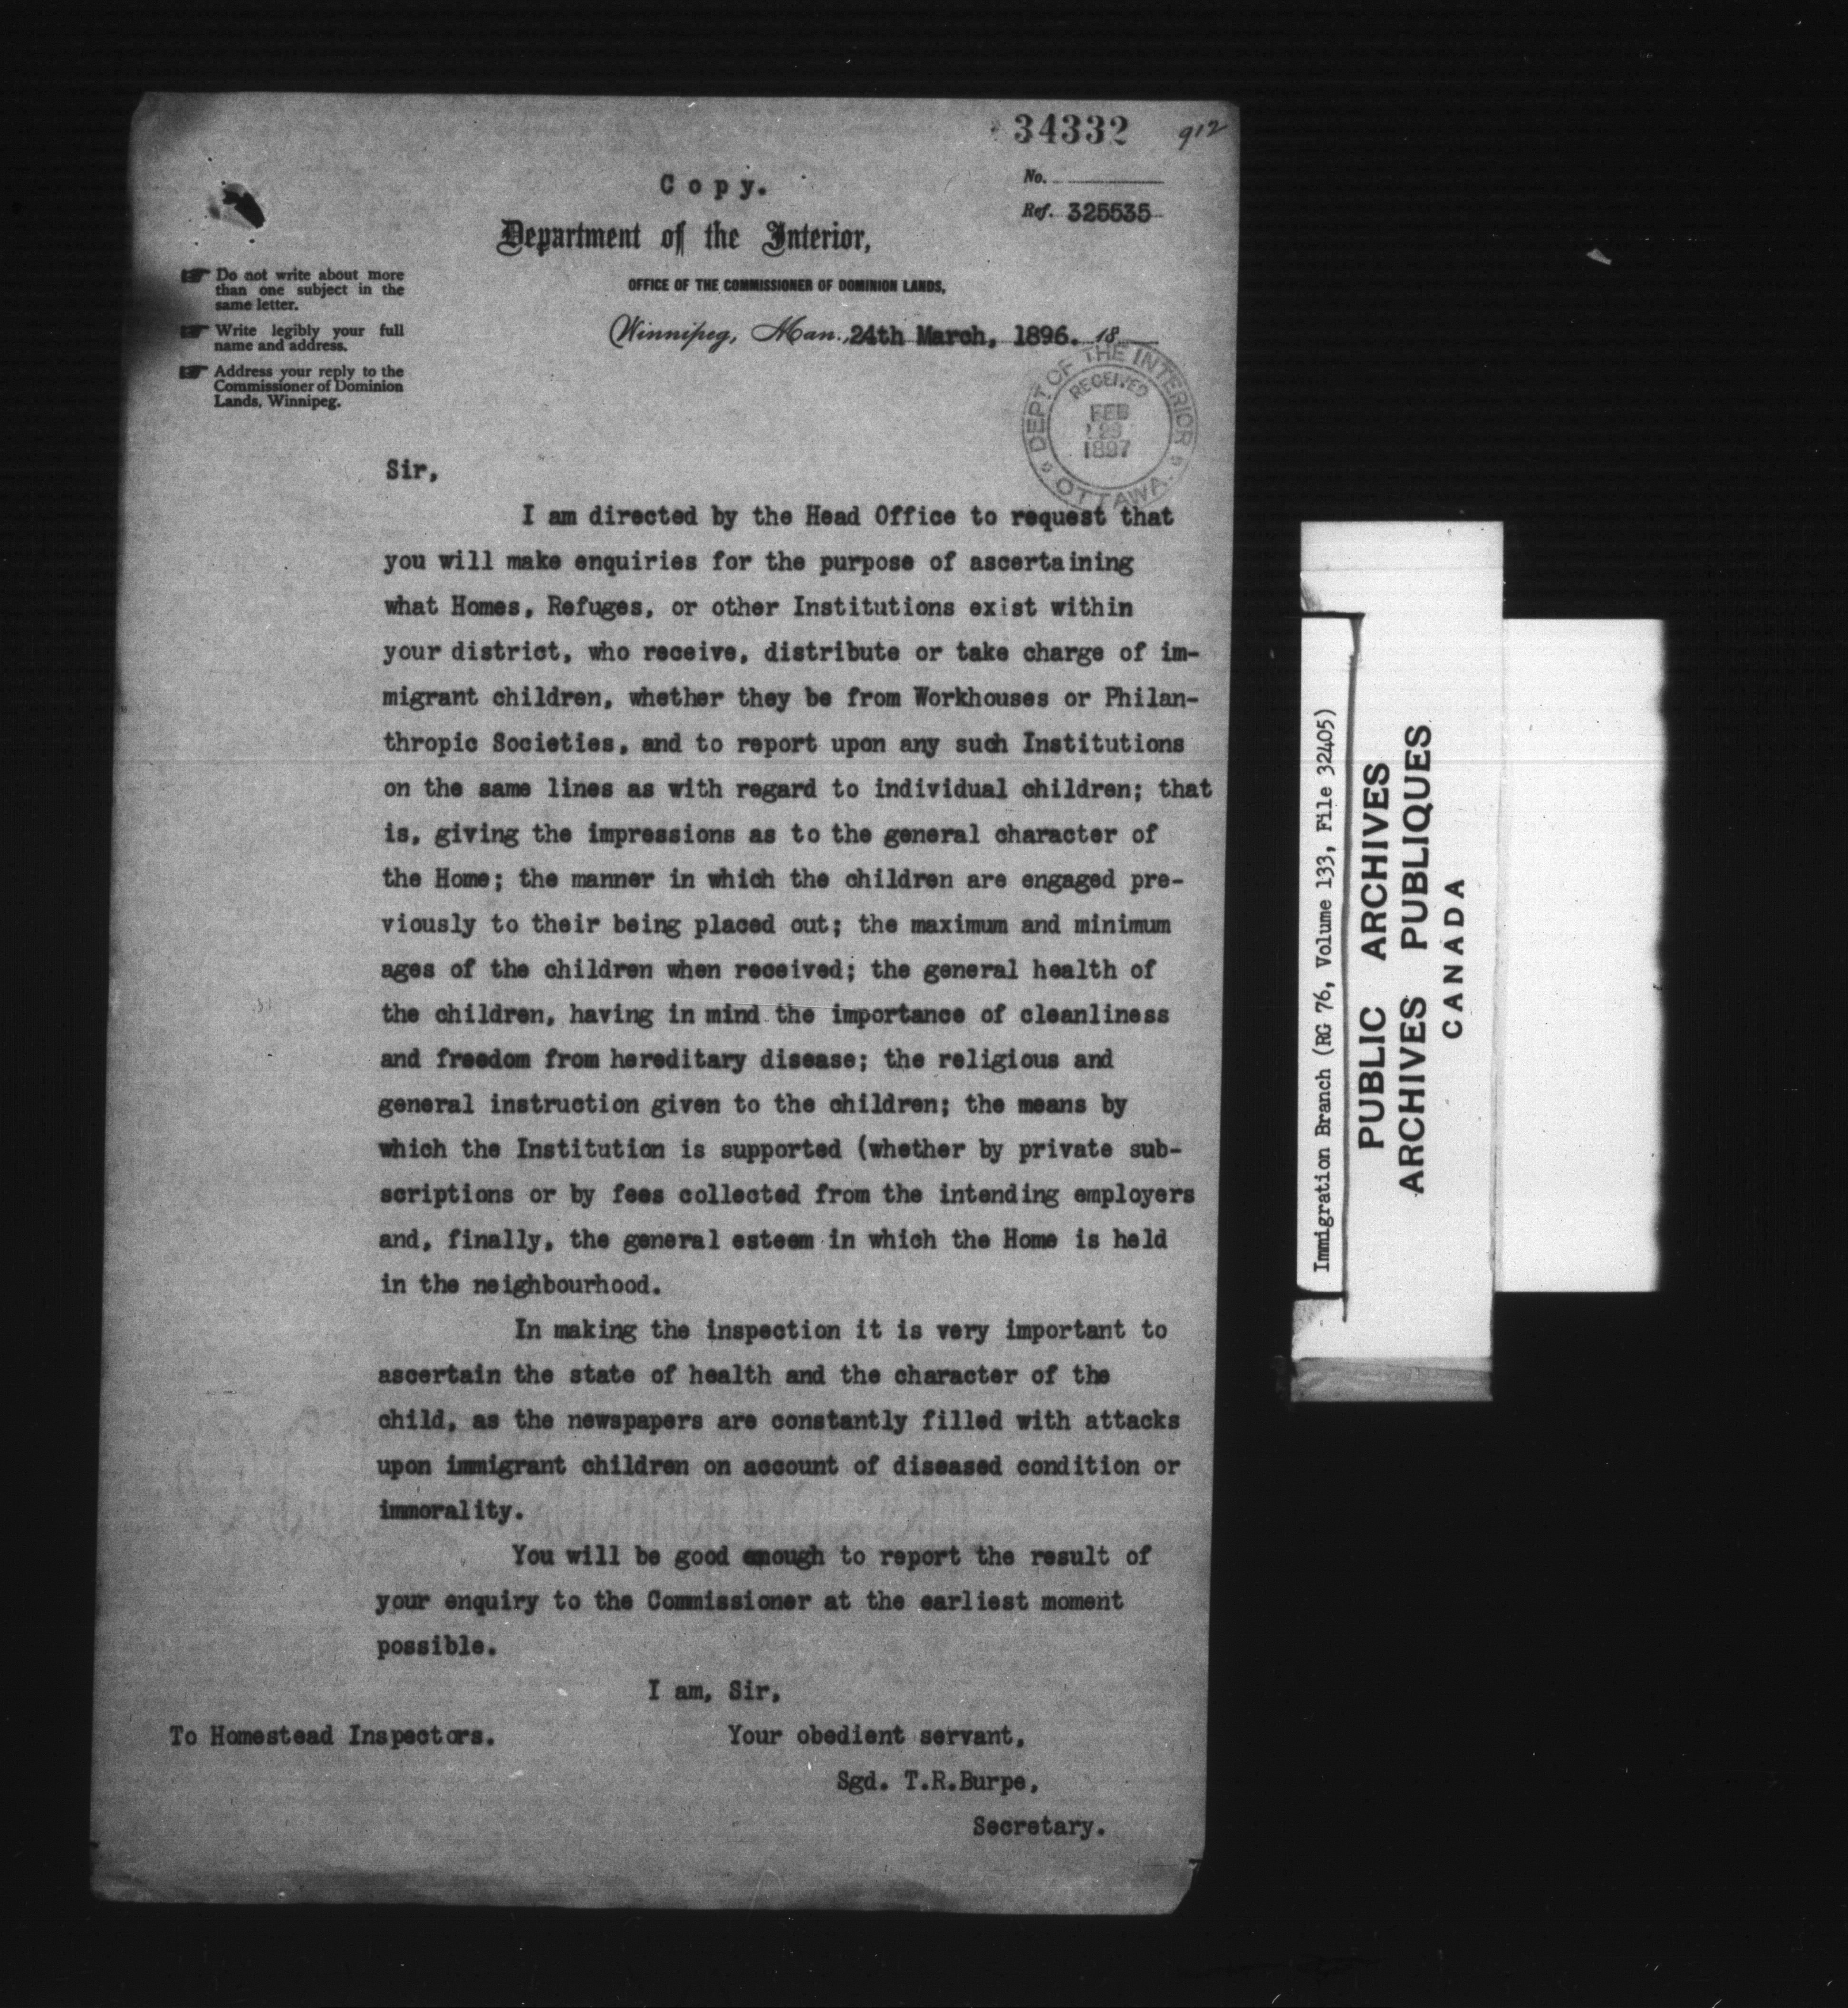 34332 912
Copy.
No.
Ref. 325535
Department of the Interior,
OFFICE OF THE COMMISSIONER OF DOMINION LANDS,
Winnipeg, Man., 24th March, 1896. 18
Do not write about more
than one subject in the
same letter.
Write legibly your full
name and address.
Address your reply to the
Commissioner of Dominion
Lands, Winnipeg.
DEPT. OF THE INTERIOR
RECEIVED
FEB
23
1897
OTTAWA.
Sir,
I am directed by the Head Office to request that
you will make enquiries for the purpose of ascertaining
what Homes, Refuges, or other Institutions exist within
your district, who receive, distribute or take charge of im-
migrant children, whether they be from Workhouses or Philan-
thropic Societies, and to report upon any such Institutions
on the same lines as with regard to individual children; that
is, giving the impressions as to the general character of
the Home; the manner in which the children are engaged pre-
viously to their being placed out; the maximum and minimum
ages of the children when received; the general health of
the children, having in mind the importance of cleanliness
and freedom from hereditary disease; the religious and
general instruction given to the children; the means by
which the Institution is supported (whether by private sub-
scriptions or by fees collected from the intending employers
and, finally, the general esteem in which the Home is held
in the neighbourhood.
In making the inspection it is very important to
ascertain the state of health and the character of the
child, as the newspapers are constantly filled with attacks
upon immigrant children on account of diseased condition or
immorality.
You will be good enough to report the result of
your enquiry to the Commissioner at the earliest moment
possible.
I am, Sir,
To Homestead Inspectors. Your obedient servant,
Sgd. T.R.Burpe,
Secretary.
Immigration Branch (RG 76, Volume 133, File 32405)
PUBLIC ARCHIVES
ARCHIVES PUBLIQUES
CANADA